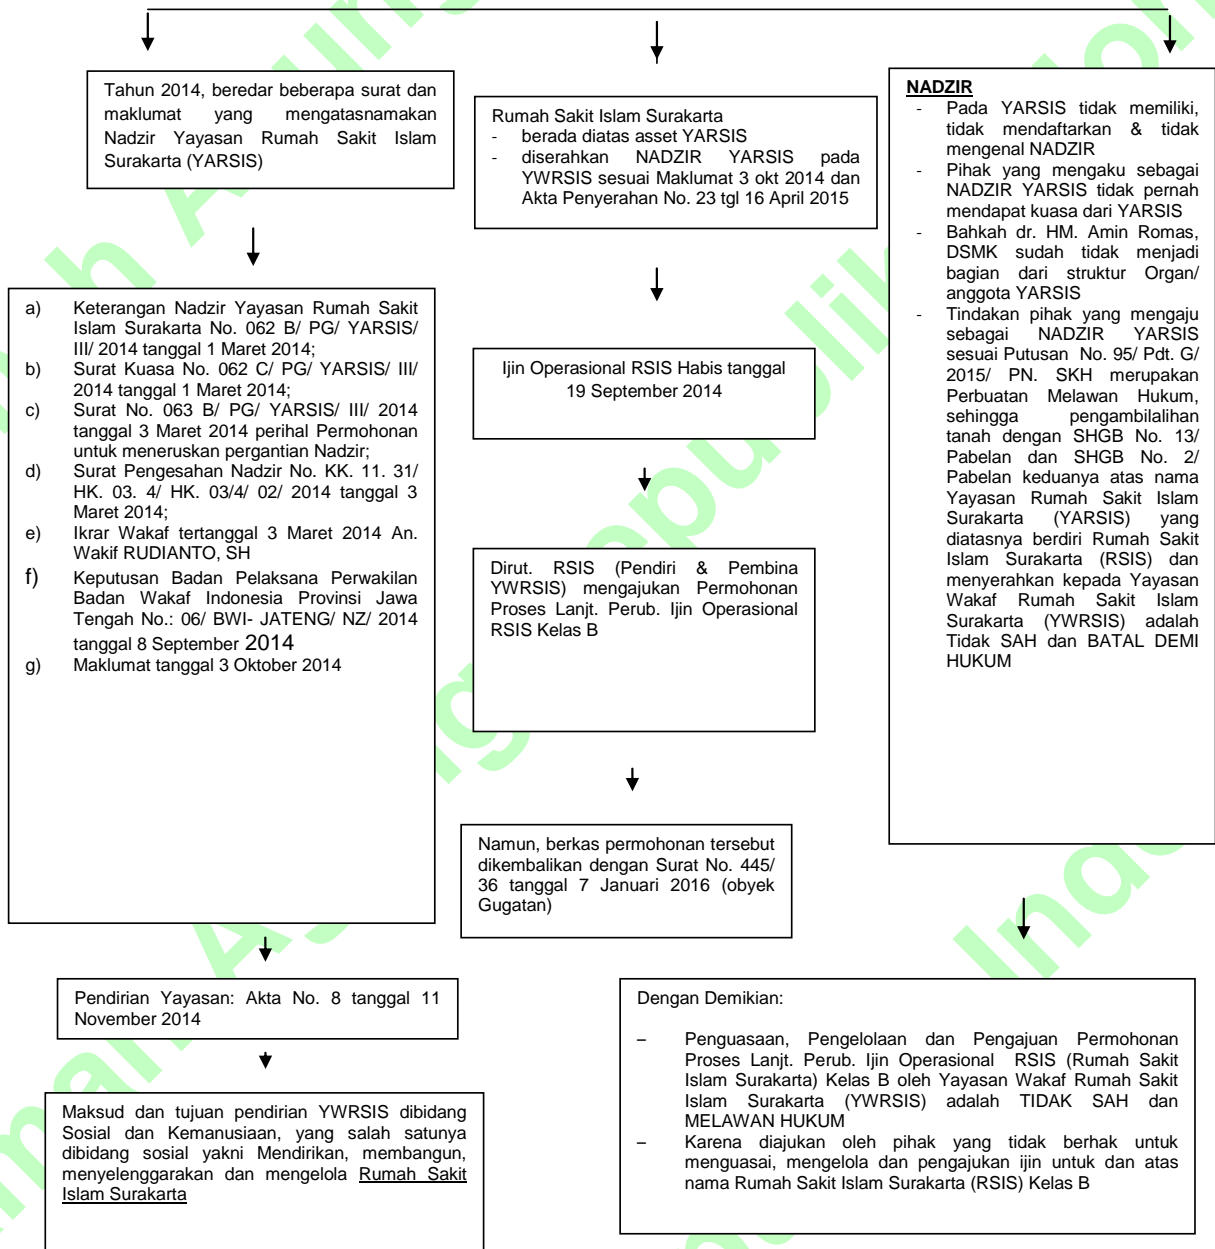 Tahun 2014, beredar beberapa surat dan
maklumat yang mengatasnamakan
Nadzir Yayasan Rumah Sakit Islam
Surakarta (YARSIS)
a) Keterangan Nadzir Yayasan Rumah Sakit
Islam Surakarta No. 062 B/ PG/ YARSIS/
III/ 2014 tanggal 1 Maret 2014;
b) Surat Kuasa No. 062 C/ PG/ YARSIS/ III/
2014 tanggal 1 Maret 2014;
c) Surat No. 063 B/ PG/ YARSIS/ III/ 2014
tanggal 3 Maret 2014 perihal Permohonan
untuk meneruskan pergantian Nadzir;
d) Surat Pengesahan Nadzir No. KK. 11. 31/
HK. 03. 4/ HK. 03/4/ 02/ 2014 tanggal 3
Maret 2014;
e) Ikrar Wakaf tertanggal 3 Maret 2014 An.
Wakif RUDIANTO, SH
f) Keputusan Badan Pelaksana Perwakilan
Badan Wakaf Indonesia Provinsi Jawa
Tengah No.: 06/ BWI- JATENG/ NZ/ 2014
tanggal 8 September 2014
g) Maklumat tanggal 3 Oktober 2014
Pendirian Yayasan: Akta No. 8 tanggal 11
November 2014
Maksud dan tujuan pendirian YWRSIS dibidang
Sosial dan Kemanusiaan, yang salah satunya
dibidang sosial yakni Mendirikan, membangun,
menyelenggarakan dan mengelola Rumah Sakit
Islam Surakarta
Rumah Sakit Islam Surakarta
- berada diatas asset YARSIS
- diserahkan NADZIR YARSIS pada
YWRSIS sesuai Maklumat 3 okt 2014 dan
Akta Penyerahan No. 23 tgl 16 April 2015
Ijin Operasional RSIS Habis tanggal
19 September 2014
Dirut. RSIS (Pendiri & Pembina
YWRSIS) mengajukan Permohonan
Proses Lanjt. Perub. Ijin Operasional
RSIS Kelas B
Namun, berkas permohonan tersebut
dikembalikan dengan Surat No. 445/
36 tanggal 7 Januari 2016 (obyek
Gugatan)
NADZIR
- Pada YARSIS tidak memiliki,
tidak mendaftarkan & tidak
mengenal NADZIR
- Pihak yang mengaku sebagai
NADZIR YARSIS tidak pernah
mendapat kuasa dari YARSIS
- Bahkah dr. HM. Amin Romas,
DSMK sudah tidak menjadi
bagian dari struktur Organ/
anggota YARSIS
- Tindakan pihak yang mengaju
sebagai NADZIR YARSIS
sesuai Putusan No. 95/ Pdt. G/
2015/ PN. SKH merupakan
Perbuatan Melawan Hukum,
sehingga pengambilalihan
tanah dengan SHGB No. 13/
Pabelan dan SHGB No. 2/
Pabelan keduanya atas nama
Yayasan Rumah Sakit Islam
Surakarta (YARSIS) yang
diatasnya berdiri Rumah Sakit
Islam Surakarta (RSIS) dan
menyerahkan kepada Yayasan
Wakaf Rumah Sakit Islam
Surakarta (YWRSIS) adalah
Tidak SAH dan BATAL DEMI
HUKUM
Dengan Demikian:
– Penguasaan, Pengelolaan dan Pengajuan Permohonan
Proses Lanjt. Perub. Ijin Operasional RSIS (Rumah Sakit
Islam Surakarta) Kelas B oleh Yayasan Wakaf Rumah Sakit
Islam Surakarta (YWRSIS) adalah TIDAK SAH dan
MELAWAN HUKUM
– Karena diajukan oleh pihak yang tidak berhak untuk
menguasai, mengelola dan pengajukan ijin untuk dan atas
nama Rumah Sakit Islam Surakarta (RSIS) Kelas B